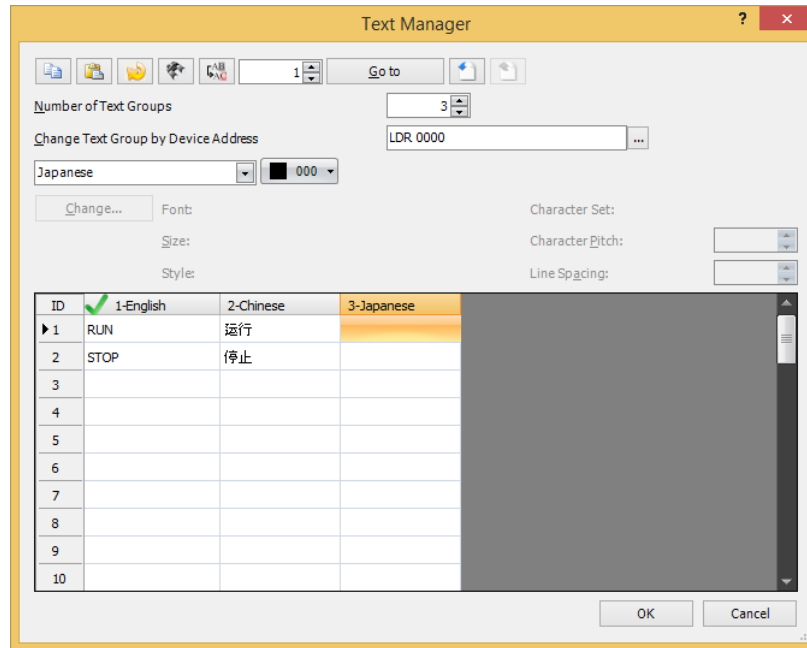 Text Manager
? ×
1 Go to
Number of Text Groups 3
Change Text Group by Device Address LDR 0000 ...
Japanese 000
Change... Font: Character Set:
Size: Character Pitch:
Style: Line Spacing:
ID 1-English 2-Chinese 3-Japanese
1 RUN 运行
2 STOP 停止
3
4
5
6
7
8
9
10
OK Cancel